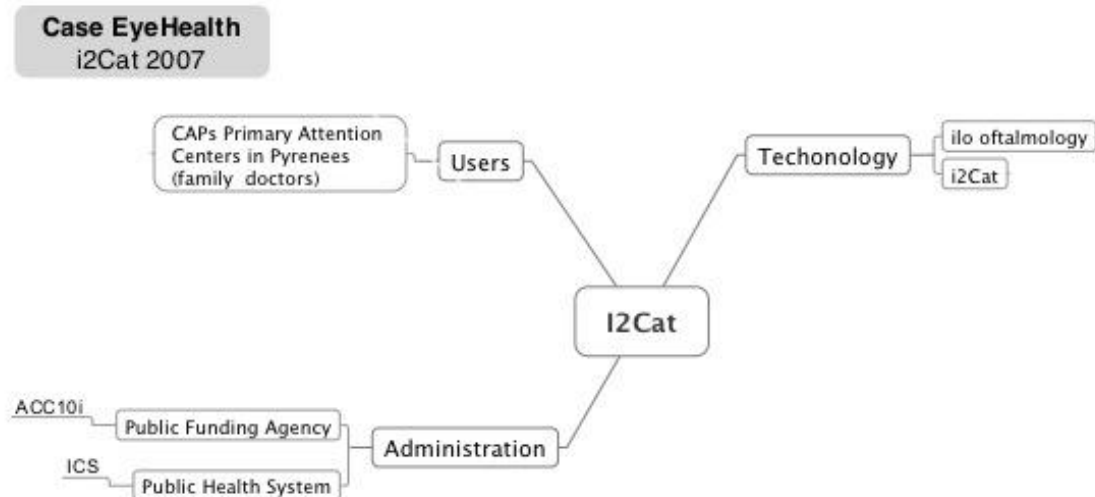 Case EyeHealth
i2Cat 2007
CAPs Primary Attention
Centers in Pyrenees
(family doctors)
Users
Techonology
ilo oftalmology
i2Cat
I2Cat
ACC10i
Public Funding Agency
Administration
ICS
Public Health System